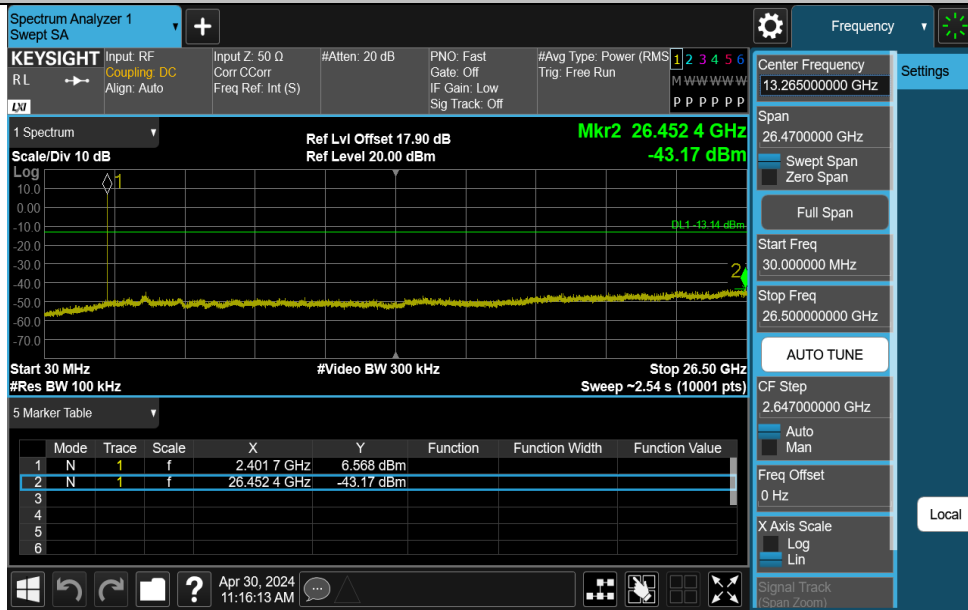 Spectrum Analyzer 1
Swept SA
+
Frequency
KEYSIGHT
RL
LXI
Input: RF
Coupling: DC
Align: Auto
Input Z: 50 Ω
Corr CCorr
Freq Ref: Int (S)
#Atten: 20 dB
PNO: Fast
Gate: Off
IF Gain: Low
Sig Track: Off
#Avg Type: Power (RMS
Trig: Free Run
1 2 3 4 5 6
M W W W W W
P P P P P P
1 Spectrum
Scale/Div 10 dB
Ref Lvl Offset 17.90 dB
Ref Level 20.00 dBm
Mkr2 26.452 4 GHz
-43.17 dBm
Log
10.0
0.00
-10.0
-20.0
-30.0
-40.0
-50.0
-60.0
-70.0
1
DL1 -13.14 dBm
2
Start 30 MHz
#Res BW 100 kHz
#Video BW 300 kHz
Stop 26.50 GHz
Sweep ~2.54 s (10001 pts)
5 Marker Table
Mode Trace Scale X Y Function Function Width Function Value
1 N 1 f 2.401 7 GHz 6.568 dBm
2 N 1 f 26.452 4 GHz -43.17 dBm
3
4
5
6
?
Apr 30, 2024
11:16:13 AM
Center Frequency
13.265000000 GHz
Span
26.4700000 GHz
Swept Span
Zero Span
Full Span
Start Freq
30.000000 MHz
Stop Freq
26.500000000 GHz
AUTO TUNE
CF Step
2.647000000 GHz
Auto
Man
Freq Offset
0 Hz
X Axis Scale
Log
Lin
Signal Track
(Span Zoom)
Settings
Local